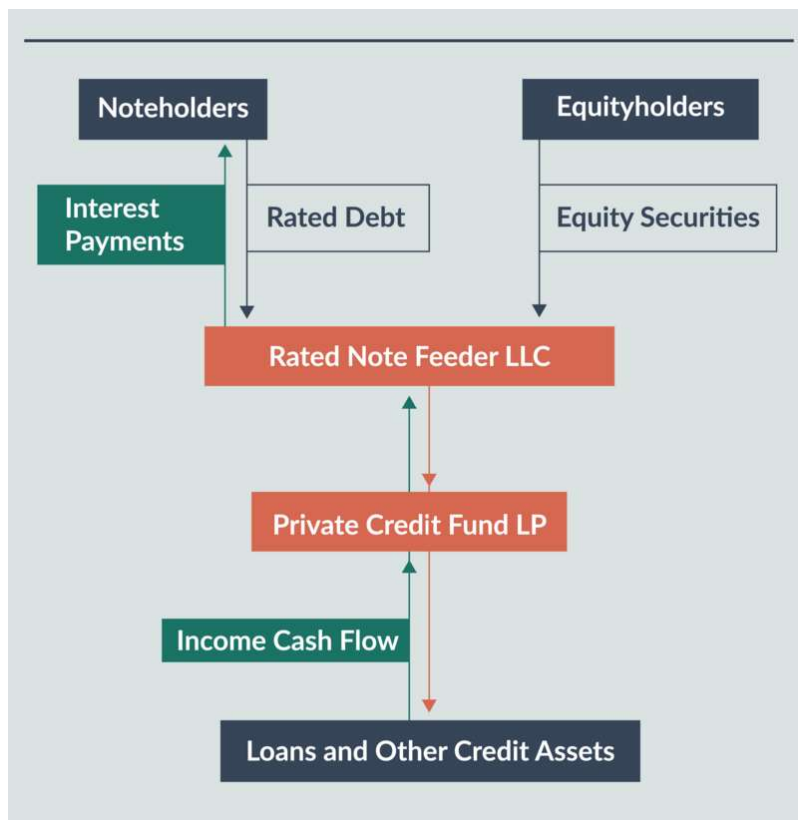 Noteholders
Equityholders
Interest
Payments
Rated Debt
Equity Securities
Rated Note Feeder LLC
Private Credit Fund LP
Income Cash Flow
Loans and Other Credit Assets